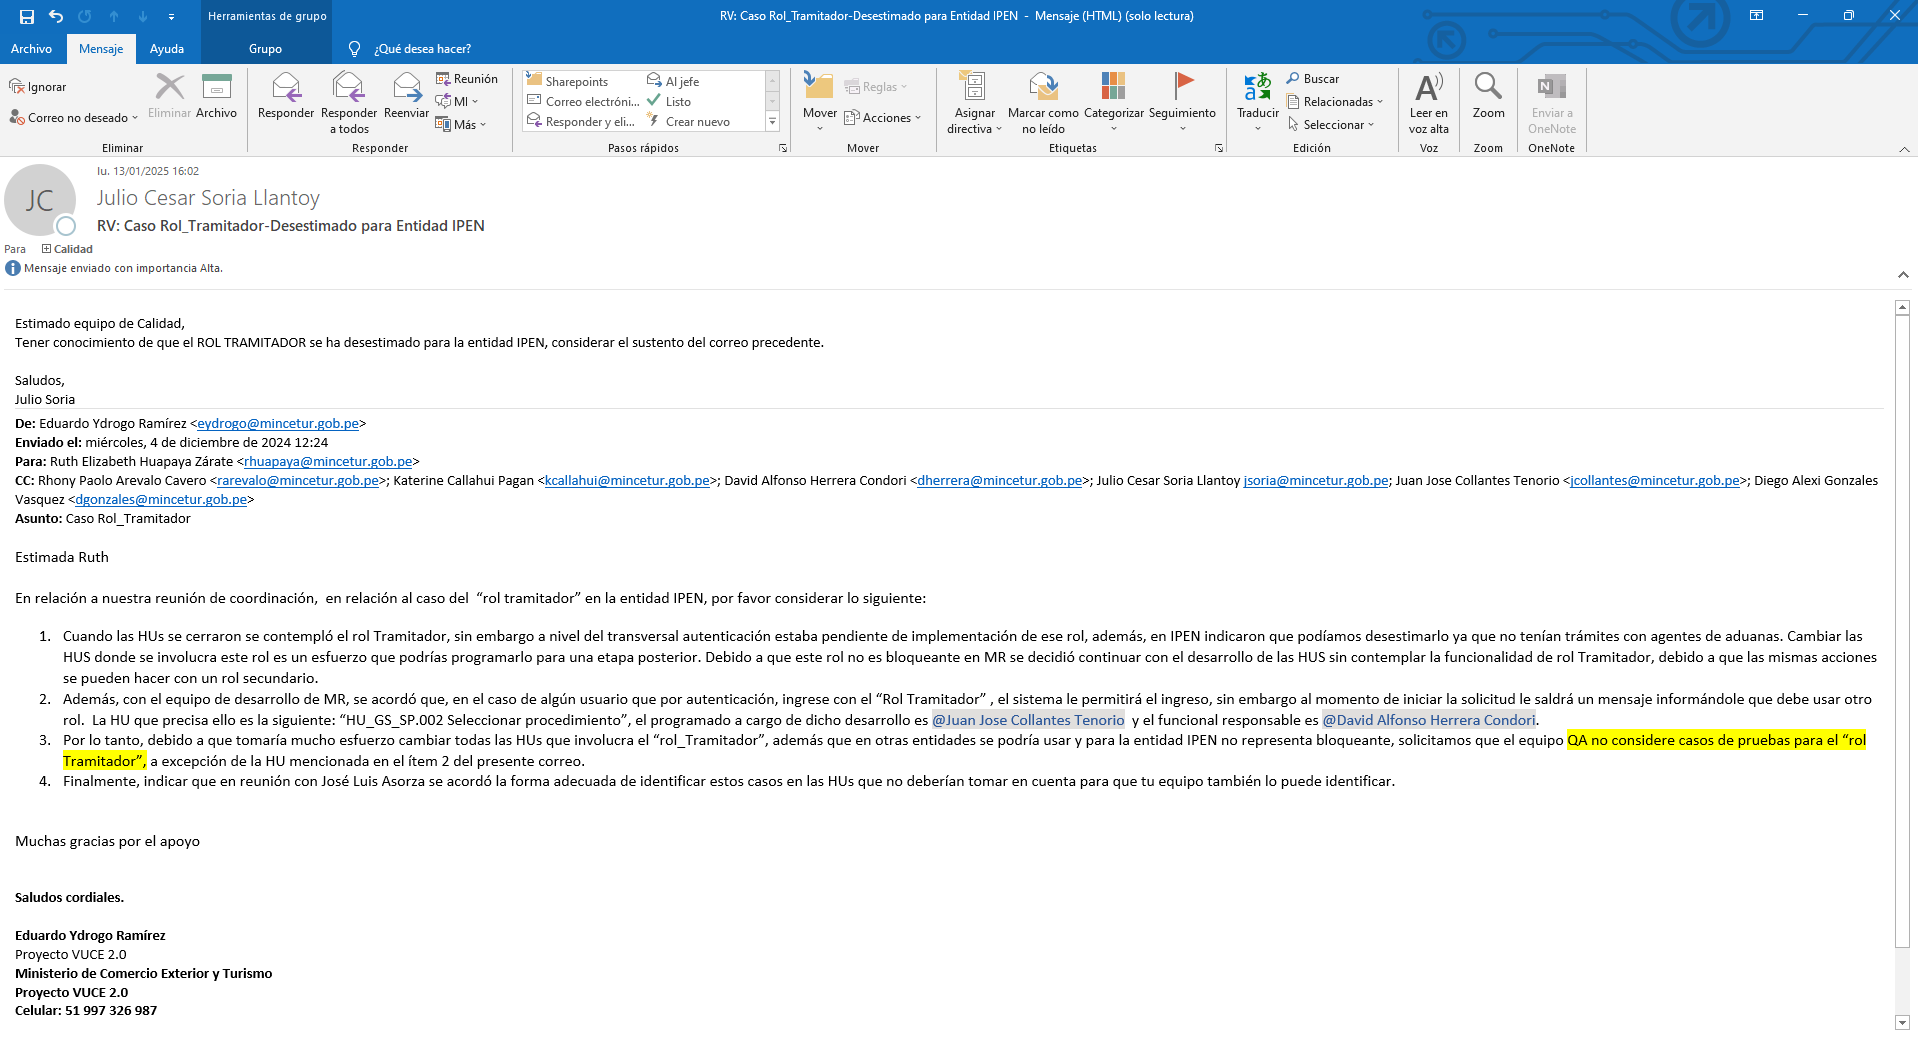 Herramientas de grupo
RV: Caso Rol_Tramitador-Desestimado para Entidad IPEN - Mensaje (HTML) (solo lectura)
Archivo Mensaje Ayuda Grupo ¿Qué desea hacer?
Ignorar
Correo no deseado
Eliminar
Archivo
Eliminar
Responder
Responder a todos
Reenviar
Reunión
MI
Más
Responder
Sharepoints
Correo electróni...
Responder y eli...
Al jefe
Listo
Crear nuevo
Pasos rápidos
Mover
Reglas
Acciones
Mover
Asignar directiva
Marcar como no leído
Categorizar
Seguimiento
Etiquetas
Traducir
Buscar
Relacionadas
Seleccionar
Edición
Leer en voz alta
Voz
Zoom
Zoom
Enviar a OneNote
OneNote
JC
lu. 13/01/2025 16:02
Julio Cesar Soria Llantoy
RV: Caso Rol_Tramitador-Desestimado para Entidad IPEN
Para Calidad
Mensaje enviado con importancia Alta.
Estimado equipo de Calidad,
Tener conocimiento de que el ROL TRAMITADOR se ha desestimado para la entidad IPEN, considerar el sustento del correo precedente.
Saludos,
Julio Soria
De: Eduardo Ydrogo Ramírez <eydrogo@mincetur.gob.pe>
Enviado el: miércoles, 4 de diciembre de 2024 12:24
Para: Ruth Elizabeth Huapaya Zárate <rhuapaya@mincetur.gob.pe>
CC: Rhony Paolo Arevalo Cavero <rarevalo@mincetur.gob.pe>; Katerine Callahui Pagan <kcallahui@mincetur.gob.pe>; David Alfonso Herrera Condori <dherrera@mincetur.gob.pe>; Julio Cesar Soria Llantoy jsoria@mincetur.gob.pe; Juan Jose Collantes Tenorio <jcollantes@mincetur.gob.pe>; Diego Alexi Gonzales
Vasquez <dgonzales@mincetur.gob.pe>
Asunto: Caso Rol_Tramitador
Estimada Ruth
En relación a nuestra reunión de coordinación, en relación al caso del “rol tramitador” en la entidad IPEN, por favor considerar lo siguiente:
1. Cuando las HUs se cerraron se contempló el rol Tramitador, sin embargo a nivel del transversal autenticación estaba pendiente de implementación de ese rol, además, en IPEN indicaron que podíamos desestimarlo ya que no tenían trámites con agentes de aduanas. Cambiar las
HUS donde se involucra este rol es un esfuerzo que podrías programarlo para una etapa posterior. Debido a que este rol no es bloqueante en MR se decidió continuar con el desarrollo de las HUS sin contemplar la funcionalidad de rol Tramitador, debido a que las mismas acciones
se pueden hacer con un rol secundario.
2. Además, con el equipo de desarrollo de MR, se acordó que, en el caso de algún usuario que por autenticación, ingrese con el “Rol Tramitador” , el sistema le permitirá el ingreso, sin embargo al momento de iniciar la solicitud le saldrá un mensaje informándole que debe usar otro
rol. La HU que precisa ello es la siguiente: “HU_GS_SP.002 Seleccionar procedimiento”, el programado a cargo de dicho desarrollo es @Juan Jose Collantes Tenorio y el funcional responsable es @David Alfonso Herrera Condori.
3. Por lo tanto, debido a que tomaría mucho esfuerzo cambiar todas las HUs que involucra el “rol_Tramitador”, además que en otras entidades se podría usar y para la entidad IPEN no representa bloqueante, solicitamos que el equipo QA no considere casos de pruebas para el “rol
Tramitador”, a excepción de la HU mencionada en el ítem 2 del presente correo.
4. Finalmente, indicar que en reunión con José Luis Asorza se acordó la forma adecuada de identificar estos casos en las HUs que no deberían tomar en cuenta para que tu equipo también lo puede identificar.
Muchas gracias por el apoyo
Saludos cordiales.
Eduardo Ydrogo Ramírez
Proyecto VUCE 2.0
Ministerio de Comercio Exterior y Turismo
Proyecto VUCE 2.0
Celular: 51 997 326 987